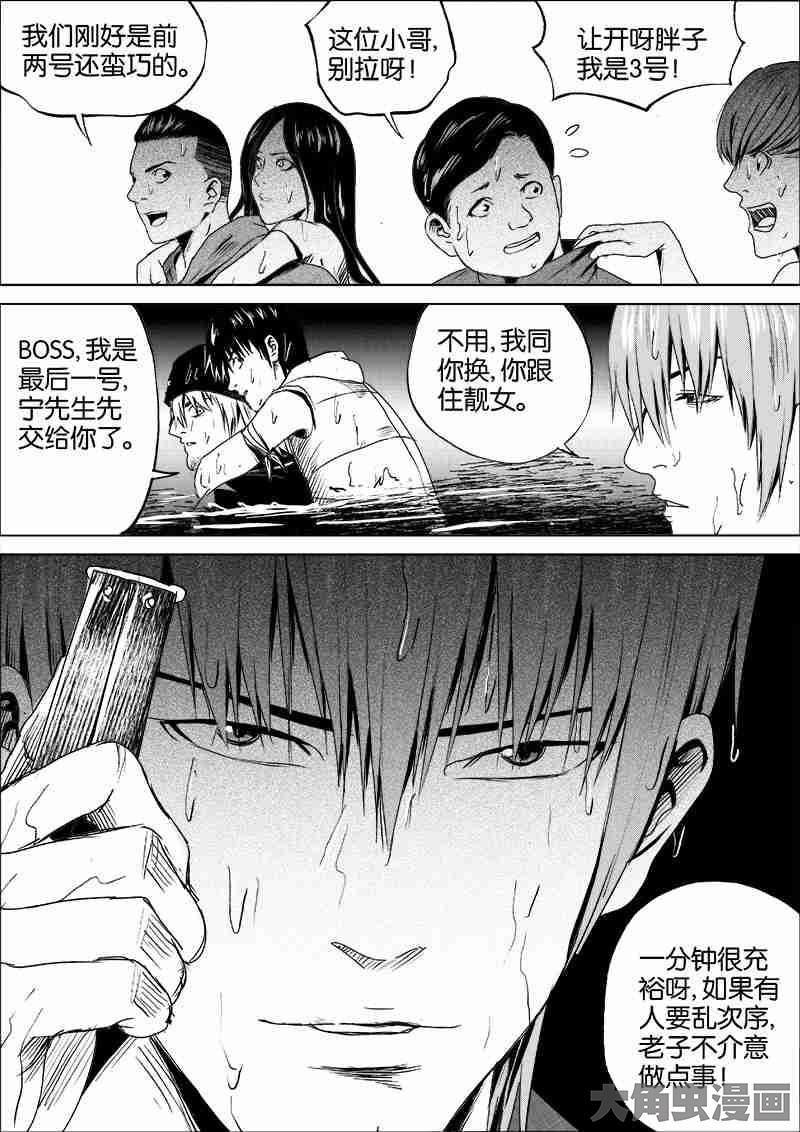 我们刚好是前
两号还蛮巧的。
这位小哥,
别拉呀!
让开呀胖子
我是3号!
BOSS,我是
最后一号,
宁先生先
交给你了。
不用,我同
你换,你跟
住靓女。
一分钟很充
裕呀,如果有
人要乱次序,
老子不介意
做点事!
大角虫漫画